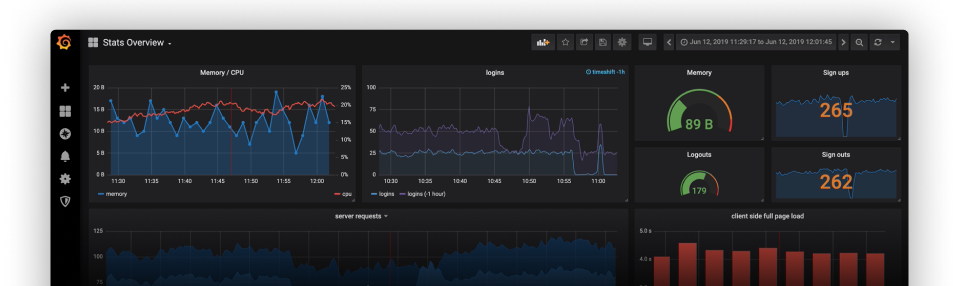 Stats Overview
Jun 12, 2019 11:29:17 to Jun 12, 2019 12:01:45
Memory / CPU
20 B
15 B
10 B
5 B
0 B
25%
20%
15%
10%
5%
0%
11:30 11:35 11:40 11:45 11:50 11:55 12:00
memory
cpu
logins
timeshift -1h
100
75
50
25
0
10:35 10:40 10:45 10:50 10:55 11:00
logins logins (-1 hour)
Memory
89 B
Sign ups
265
Logouts
179
Sign outs
262
server requests
125
100
75
client side full page load
5.0 s
4.0 s